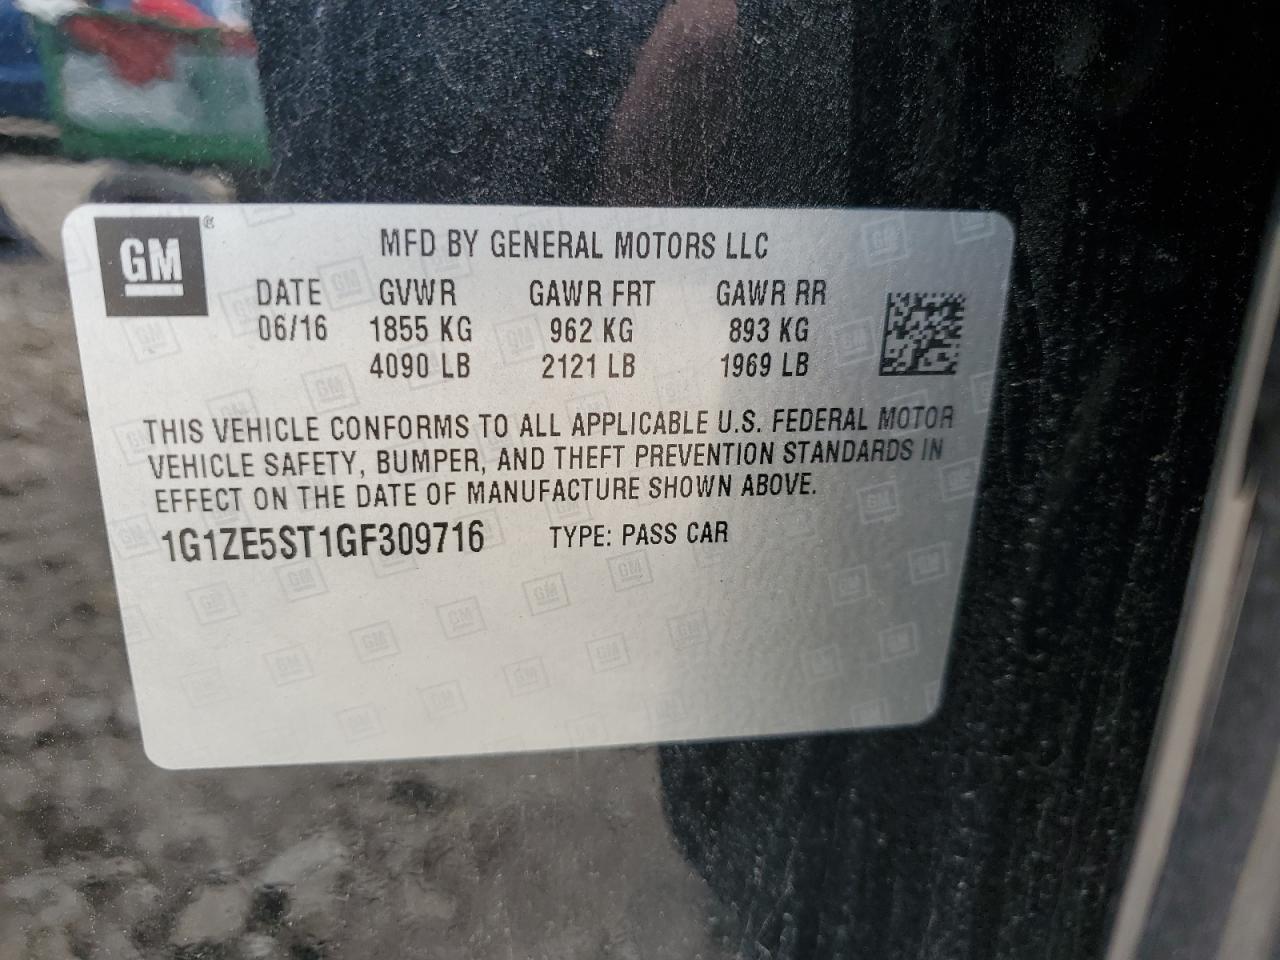 GM®
MFD BY GENERAL MOTORS LLC
DATE GVWR GAWR FRT GAWR RR
06/16 1855 KG 962 KG 893 KG
4090 LB 2121 LB 1969 LB
THIS VEHICLE CONFORMS TO ALL APPLICABLE U.S. FEDERAL MOTOR
VEHICLE SAFETY, BUMPER, AND THEFT PREVENTION STANDARDS IN
EFFECT ON THE DATE OF MANUFACTURE SHOWN ABOVE.
1G1ZE5ST1GF309716 TYPE: PASS CAR